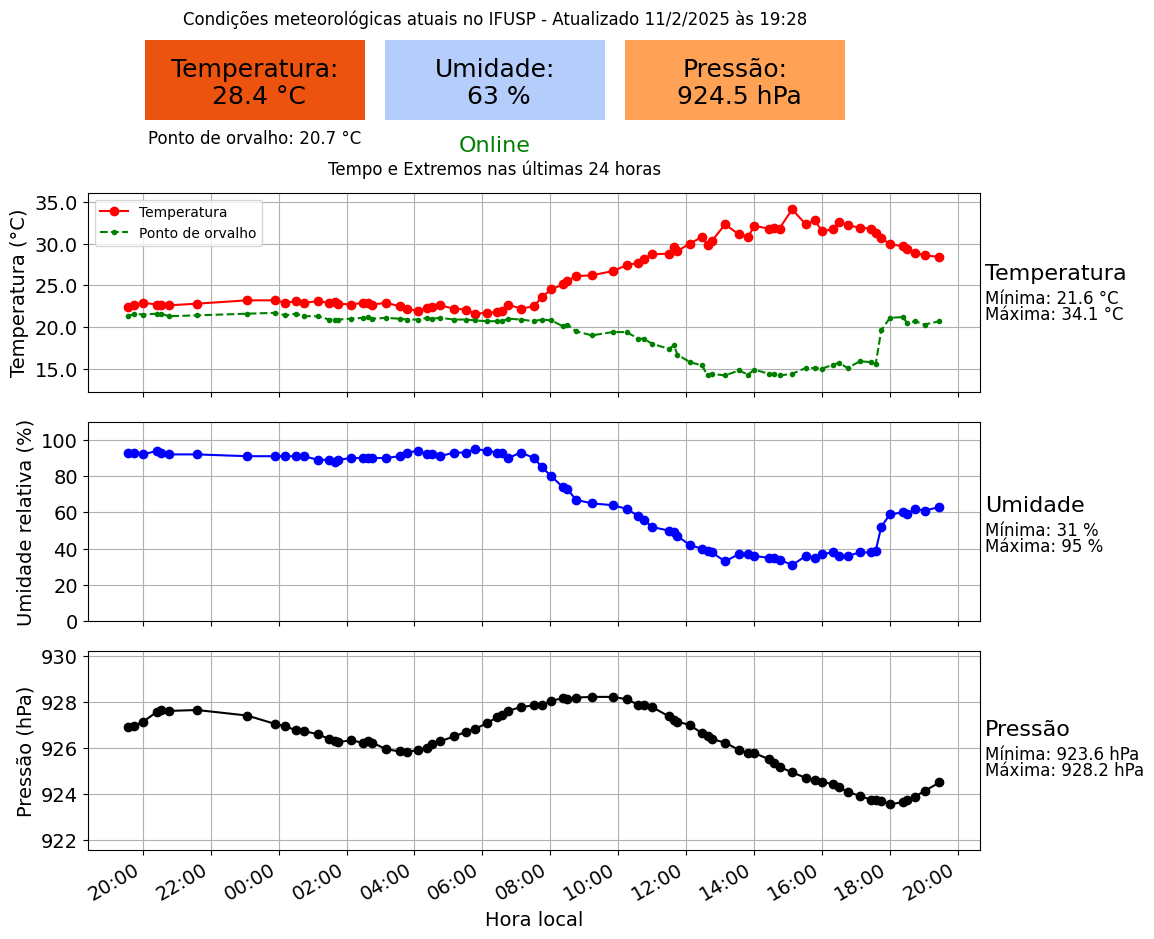 Condições meteorológicas atuais no IFUSP - Atualizado 11/2/2025 às 19:28
Temperatura:
28.4 °C
Umidade:
63 %
Pressão:
924.5 hPa
Ponto de orvalho: 20.7 °C
Online
Tempo e Extremos nas últimas 24 horas
Temperatura (°C)
35.0
30.0
25.0
20.0
15.0
Temperatura
Ponto de orvalho
Temperatura
Mínima: 21.6 °C
Máxima: 34.1 °C
Umidade relativa (%)
100
80
60
40
20
0
Umidade
Mínima: 31 %
Máxima: 95 %
Pressão (hPa)
930
928
926
924
922
Pressão
Mínima: 923.6 hPa
Máxima: 928.2 hPa
20:00 22:00 00:00 02:00 04:00 06:00 08:00 10:00 12:00 14:00 16:00 18:00 20:00
Hora local